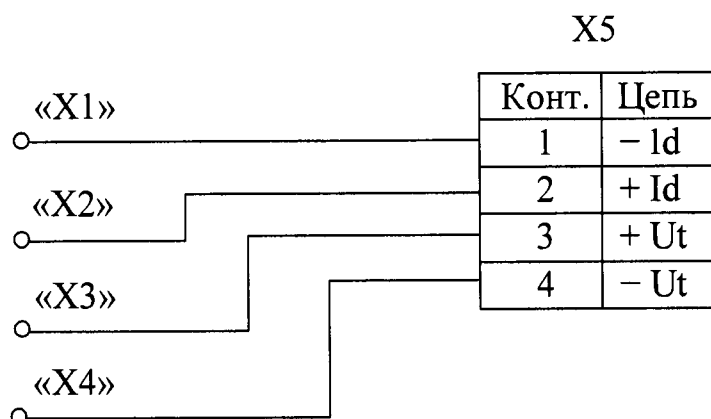 X5
Конт. Цепь
«X1»
1 − Id
«X2»
2 + Id
3 + Ut
«X3»
4 − Ut
«X4»